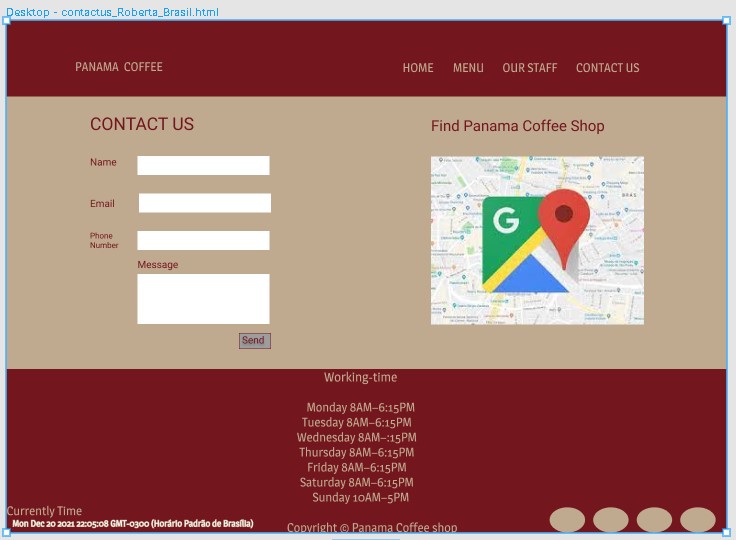 Desktop - contactus_Roberta_Brasil.html
PANAMA COFFEE
HOME MENU OUR STAFF CONTACT US
CONTACT US
Name
Email
Phone
Number
Message
Send
Find Panama Coffee Shop
G
BRÁS
Working-time
Monday 8AM–6:15PM
Tuesday 8AM–6:15PM
Wednesday 8AM–:15PM
Thursday 8AM–6:15PM
Friday 8AM–6:15PM
Saturday 8AM–6:15PM
Sunday 10AM–5PM
Currently Time
Mon Dec 20 2021 22:05:08 GMT-0300 (Horário Padrão de Brasília)
Copyright © Panama Coffee shop